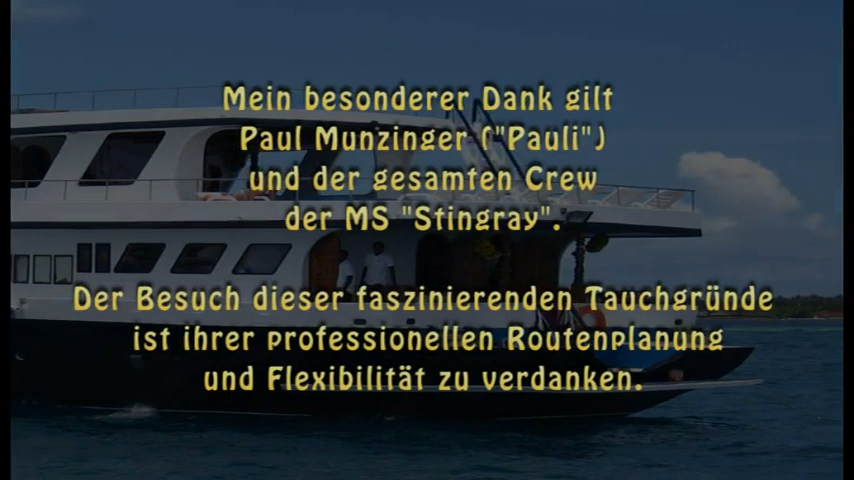 Mein besonderer Dank gilt
Paul Munzinger ("Pauli")
und der gesamten Crew
der MS "Stingray".
Der Besuch dieser faszinierenden Tauchgründe
ist ihrer professionellen Routenplanung
und Flexibilität zu verdanken.